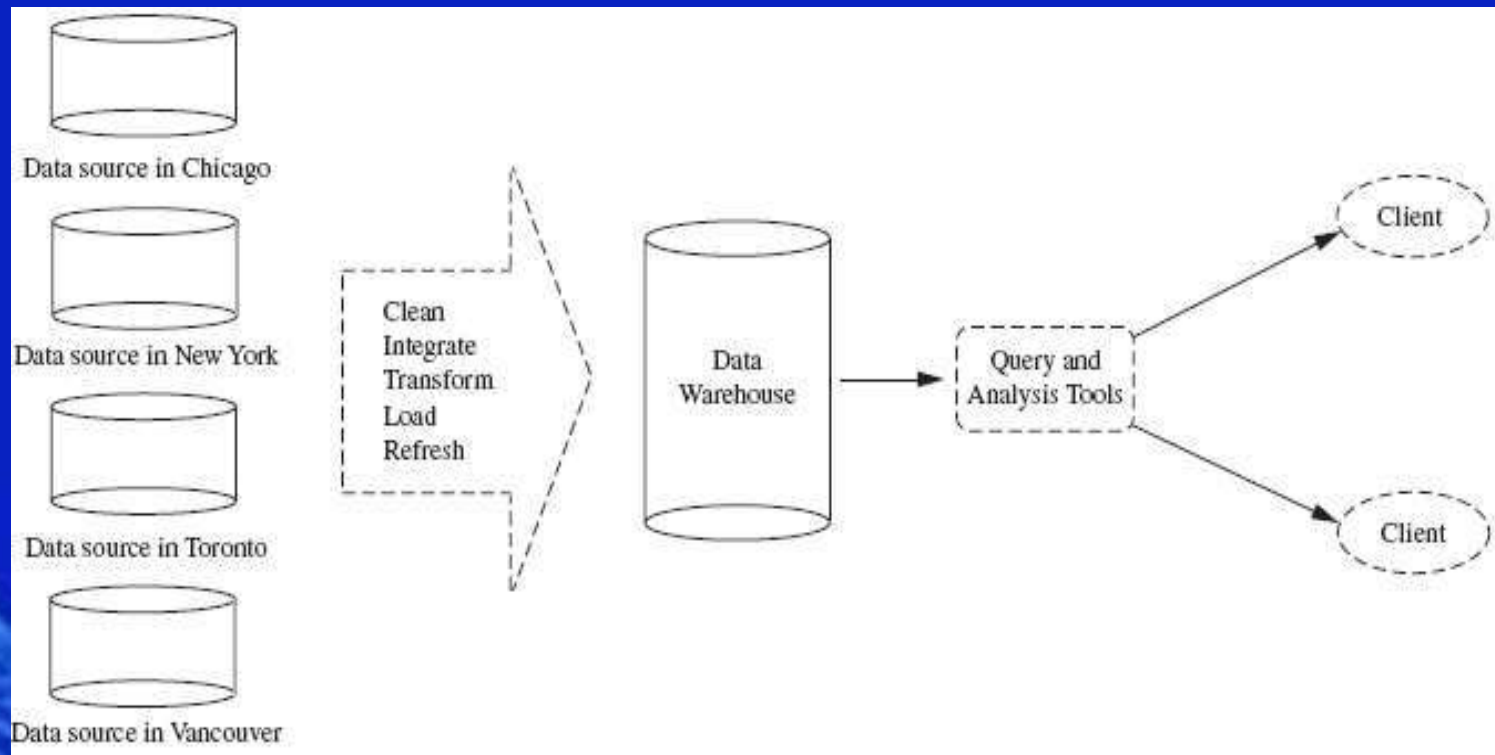 Data source in Chicago
Data source in New York
Data source in Toronto
Data source in Vancouver
Clean
Integrate
Transform
Load
Refresh
Data
Warehouse
Query and
Analysis Tools
Client
Client